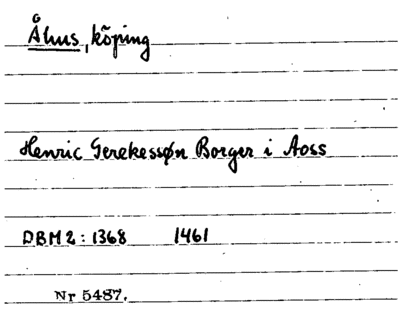 Åhus, köping
Henric Gerekessøn Borger i Aoss
DBM 2: 1368 1461
Nr 5487.